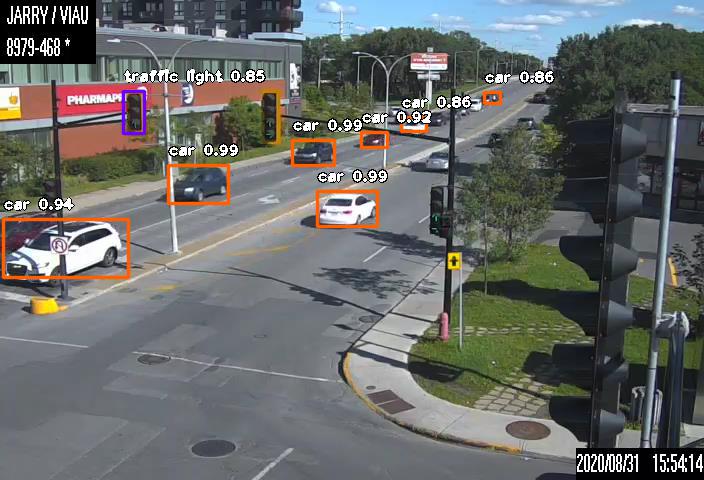 JARRY / VIAU
8979-468 *
traffic light 0.85
car 0.86
car 0.86
car 0.92
car 0.99
car 0.99
car 0.99
car 0.94
PHARMAP
2020/08/31 15:54:14